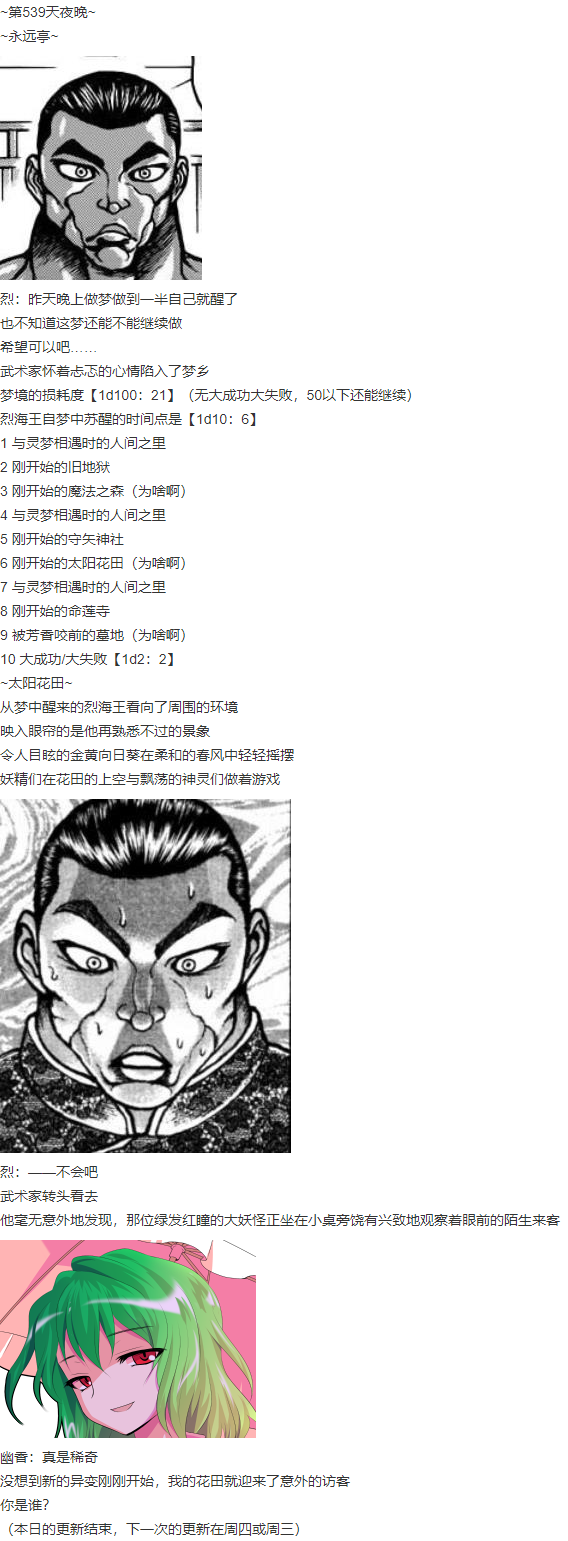 ~第539天夜晚~
~永远亭~
烈：昨天晚上做梦做到一半自己就醒了
也不知道这梦还能不能继续做
希望可以吧……
武术家怀着忐忑的心情陷入了梦乡
梦境的损耗度【1d100：21】（无大成功大失败，50以下还能继续）
烈海王自梦中苏醒的时间点是【1d10：6】
1 与灵梦相遇时的人间之里
2 刚开始的旧地狱
3 刚开始的魔法之森（为啥啊）
4 与灵梦相遇时的人间之里
5 刚开始的守矢神社
6 刚开始的太阳花田（为啥啊）
7 与灵梦相遇时的人间之里
8 刚开始的命莲寺
9 被芳香咬前的墓地（为啥啊）
10 大成功/大失败【1d2：2】
~太阳花田~
从梦中醒来的烈海王看向了周围的环境
映入眼帘的是他再熟悉不过的景象
令人目眩的金黄向日葵在柔和的春风中轻轻摇摆
妖精们在花田的上空与飘荡的神灵们做着游戏
烈：——不会吧
武术家转头看去
他毫无意外地发现，那位绿发红瞳的大妖怪正坐在小桌旁饶有兴致地观察着眼前的陌生来客
幽香：真是稀奇
没想到新的异变刚刚开始，我的花田就迎来了意外的访客
你是谁？
（本日的更新结束，下一次的更新在周四或周三）